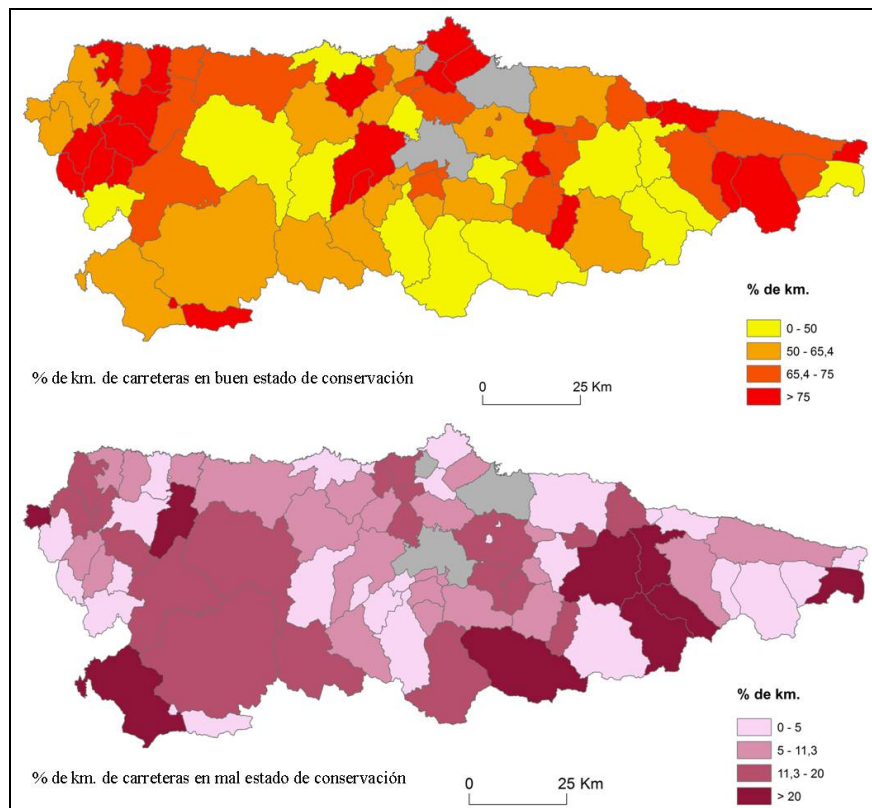 % de km.
0 - 50
50 - 65,4
65,4 - 75
> 75
% de km. de carreteras en buen estado de conservación
0 25 Km
% de km.
0 - 5
5 - 11,3
11,3 - 20
> 20
% de km. de carreteras en mal estado de conservación
0 25 Km